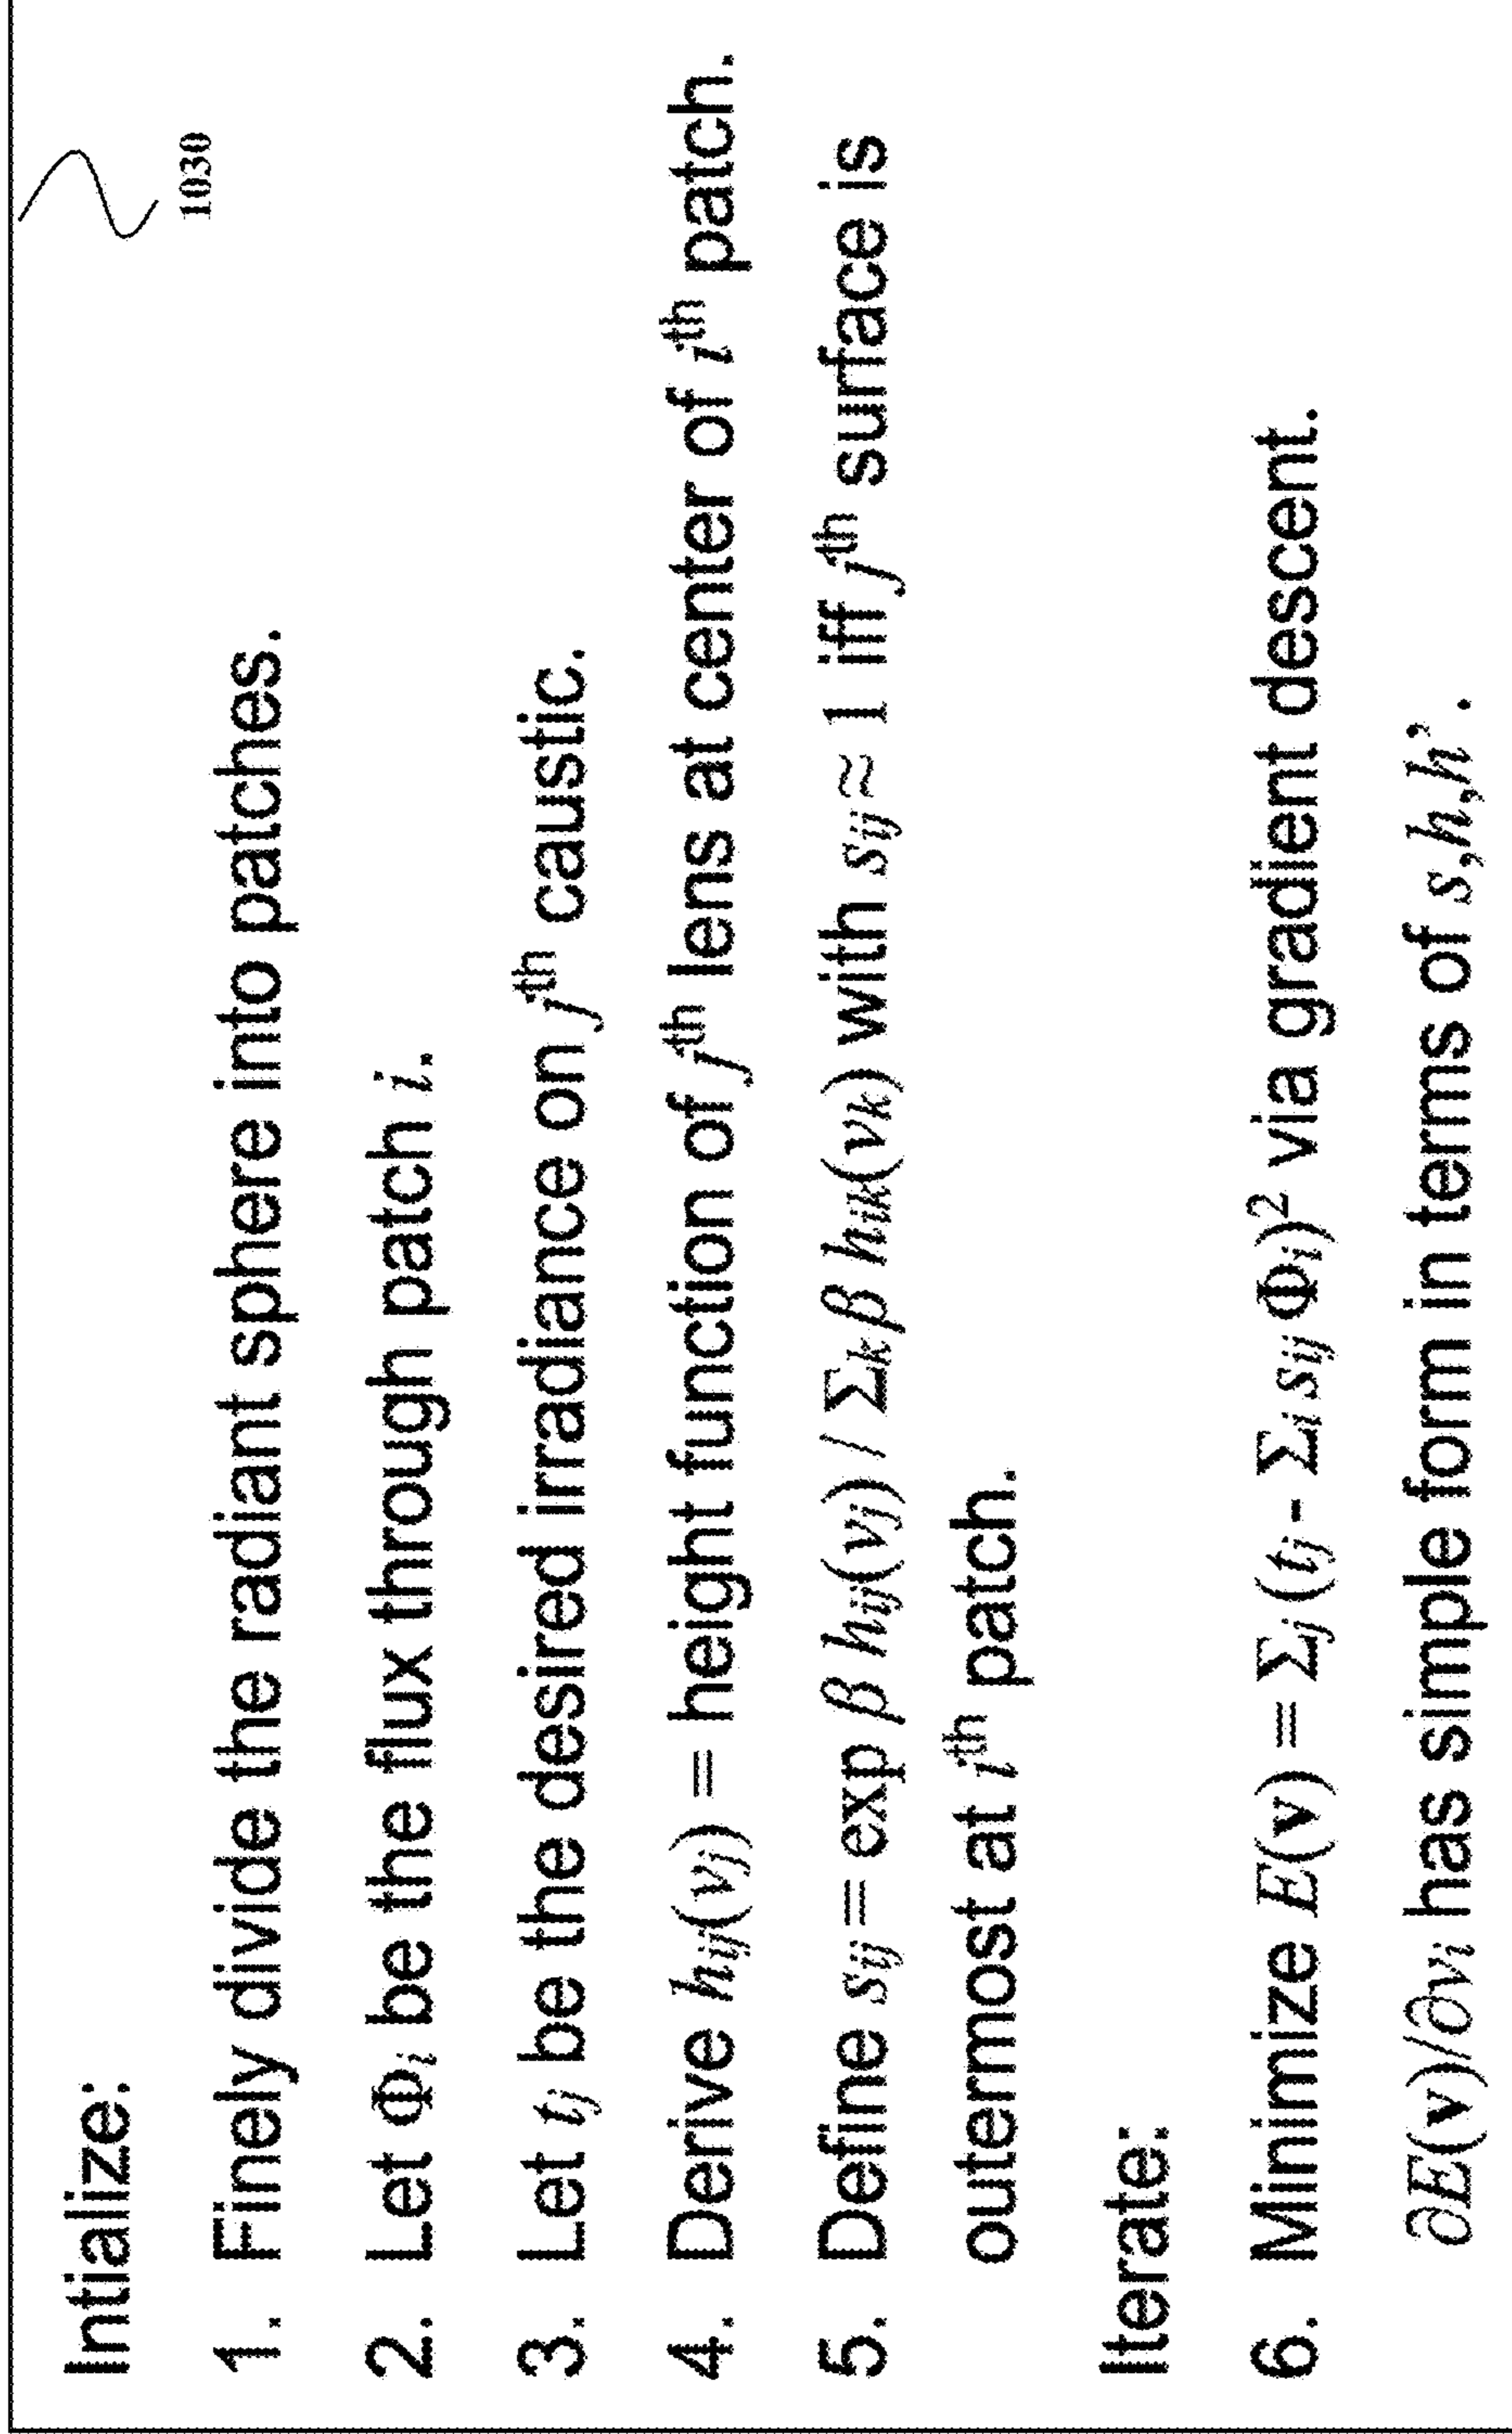 Intialize:
1. Finely divide the radiant sphere into patches.
2. Let Φᵢ be the flux through patch i.
3. Let tⱼ be the desired irradiance on jᵗʰ caustic.
4. Derive hᵢⱼ(vⱼ) = height function of jᵗʰ lens at center of iᵗʰ patch.
5. Define sᵢⱼ = exp β hᵢⱼ(vⱼ) / Σₖ β hᵢₖ(vₖ) with sᵢⱼ ≈ 1 iff jᵗʰ surface is
outermost at iᵗʰ patch.
Iterate:
6. Minimize E(v) = Σⱼ (tⱼ - Σᵢ sᵢⱼ Φᵢ)² via gradient descent.
∂E(v)/∂vᵢ has simple form in terms of s,h,h’.
1030